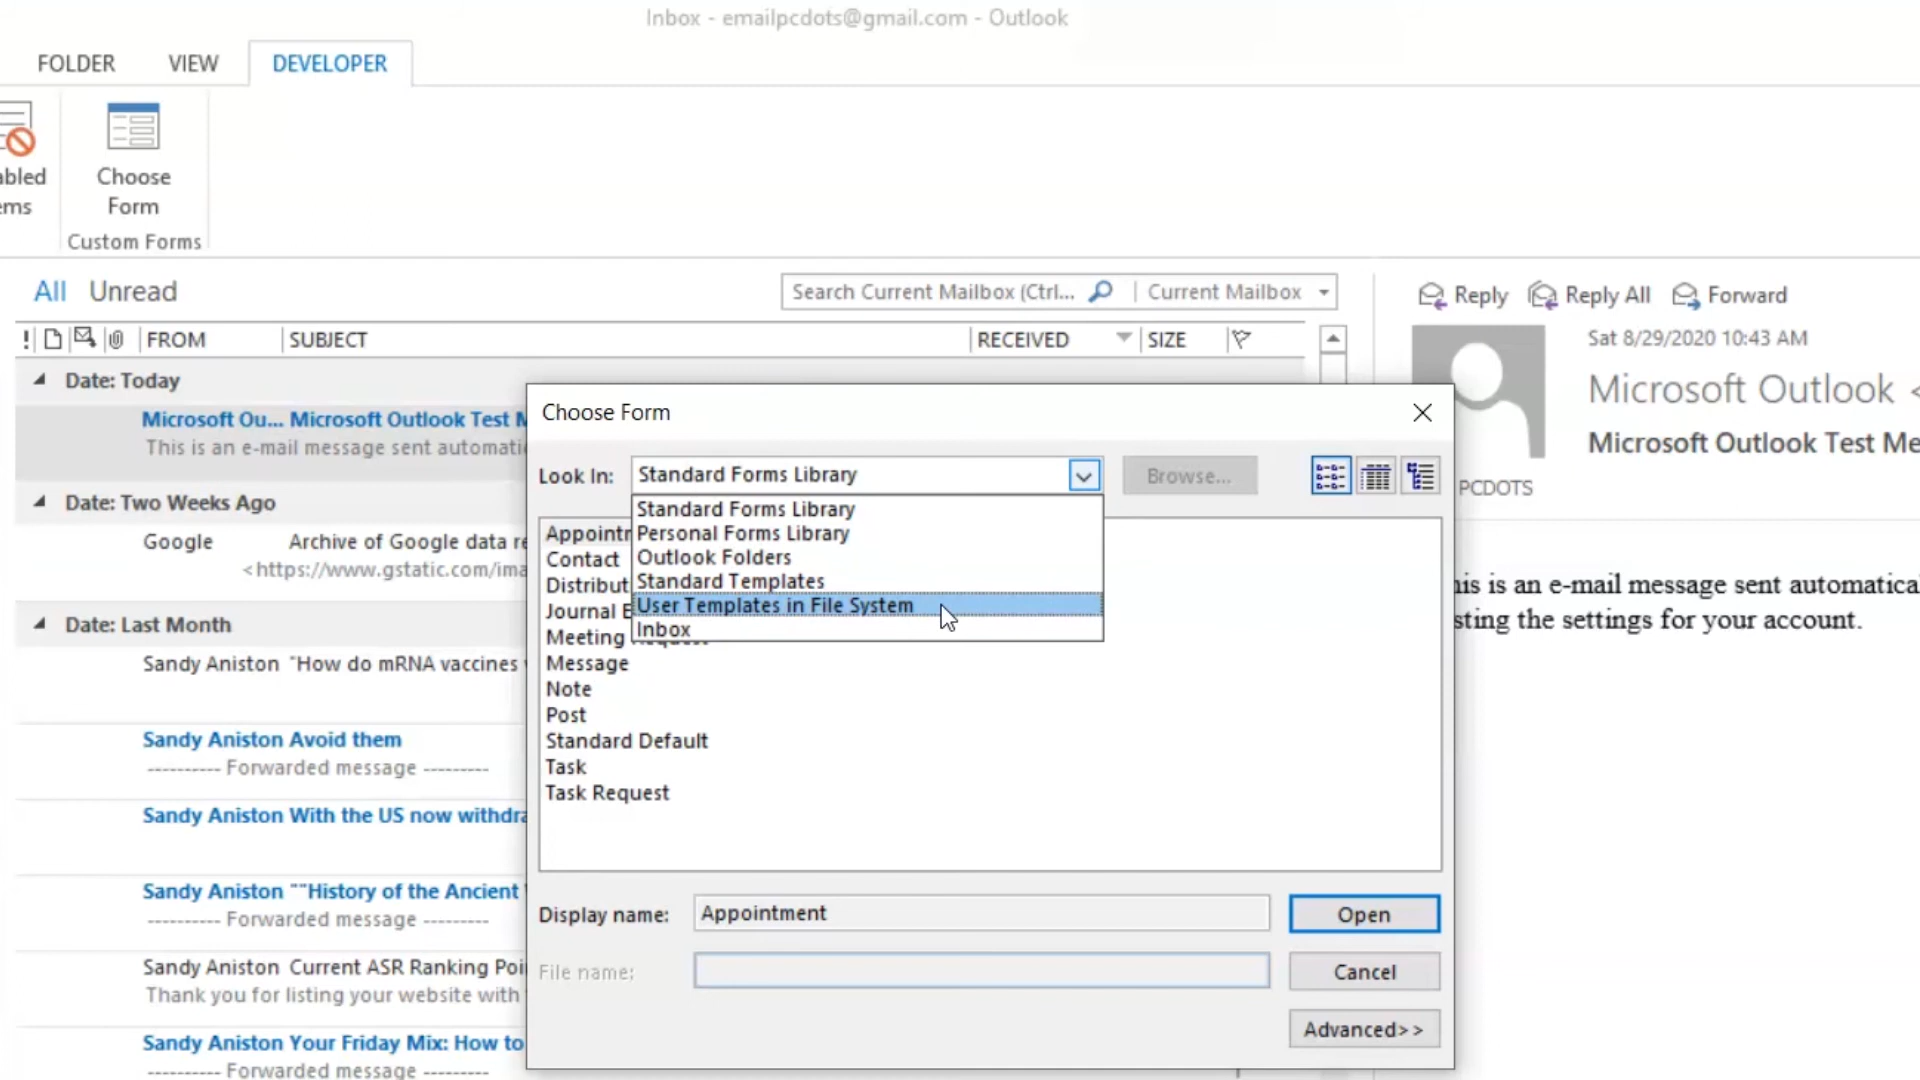 Inbox - emailpcdots@gmail.com - Outlook
FOLDER VIEW DEVELOPER
Choose
Form
Custom Forms
All Unread
Search Current Mailbox (Ctrl... Current Mailbox
Reply Reply All Forward
! FROM SUBJECT RECEIVED SIZE
Sat 8/29/2020 10:43 AM
Microsoft Outlook <
Microsoft Outlook Test Me
PCDOTS
his is an e-mail message sent automatical
sting the settings for your account.
Date: Today
Microsoft Ou... Microsoft Outlook Test M
This is an e-mail message sent automatic
Date: Two Weeks Ago
Google Archive of Google data re
<https://www.gstatic.com/ima
Date: Last Month
Sandy Aniston "How do mRNA vaccines
Sandy Aniston Avoid them
---------- Forwarded message ---------
Sandy Aniston With the US now withdra
Sandy Aniston ""History of the Ancient
---------- Forwarded message ---------
Sandy Aniston Current ASR Ranking Poi
Thank you for listing your website with
Sandy Aniston Your Friday Mix: How to
---------- Forwarded message ---------
Choose Form
Look In: Standard Forms Library Browse...
Standard Forms Library
Personal Forms Library
Outlook Folders
Standard Templates
User Templates in File System
Inbox
Appointm
Contact
Distribut
Journal E
Meeting
Message
Note
Post
Standard Default
Task
Task Request
Display name: Appointment Open
File name: Cancel
Advanced>>